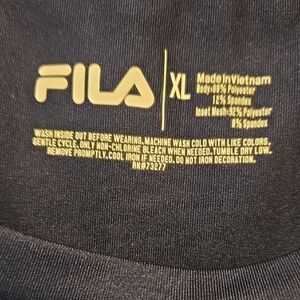 FILA
XL
Made in Vietnam
Body:88% Polyester
12% Spandex
Inset Mesh:92% Polyester
8% Spandex
WASH INSIDE OUT BEFORE WEARING. MACHINE WASH COLD WITH LIKE COLORS.
GENTLE CYCLE. ONLY NON-CHLORINE BLEACH WHEN NEEDED. TUMBLE DRY LOW.
REMOVE PROMPTLY. COOL IRON IF NEEDED. DO NOT IRON DECORATION.
RN#73277